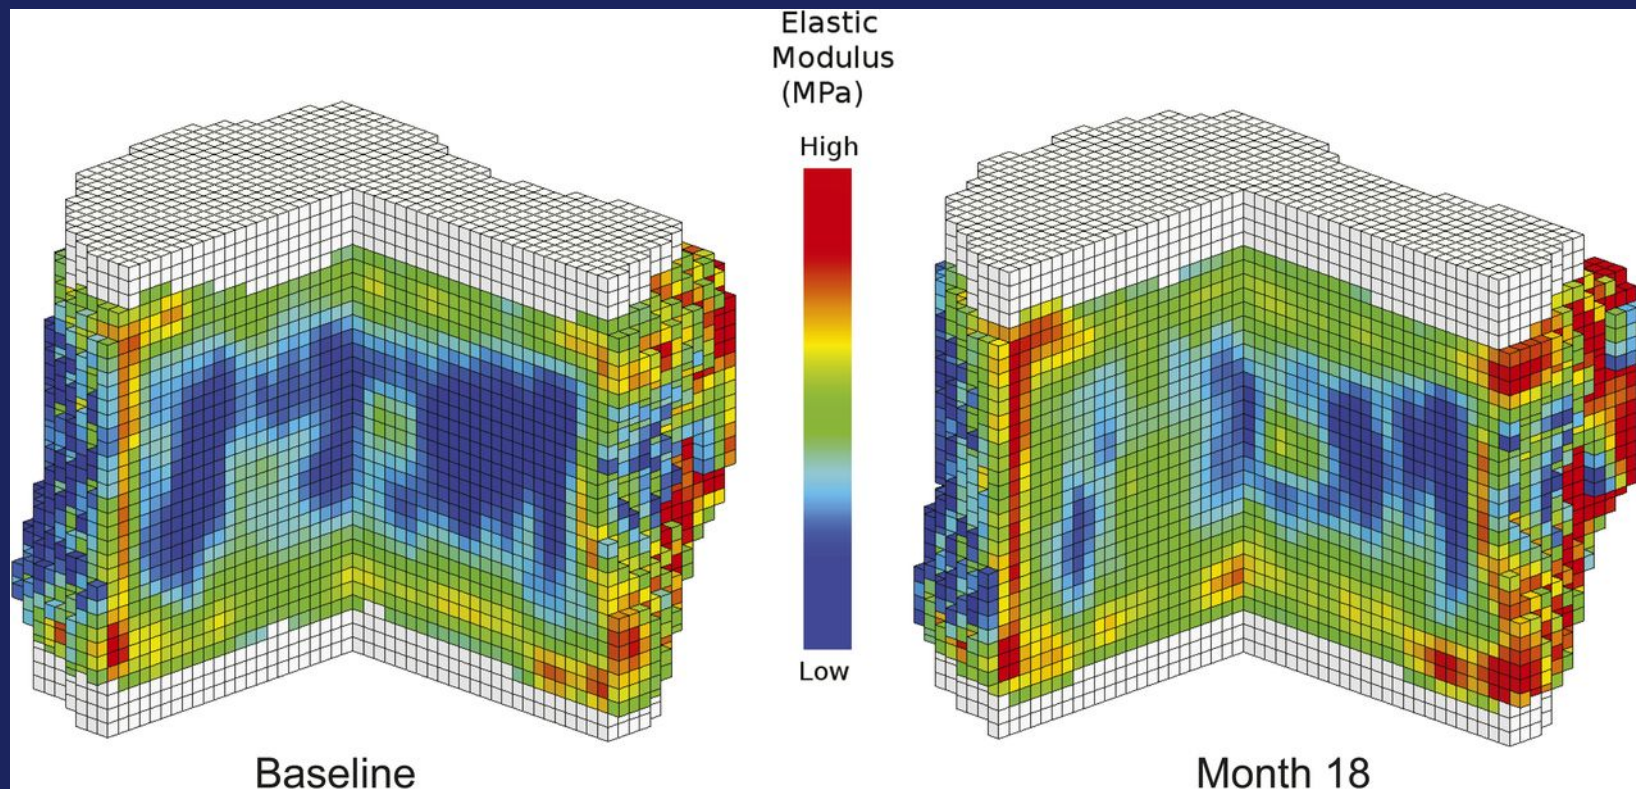 Elastic
Modulus
(MPa)
High
Low
Baseline
Month 18